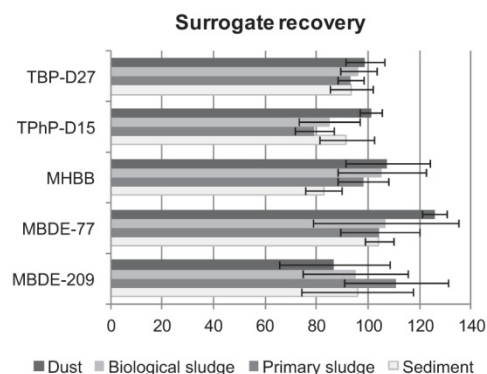 Surrogate recovery
TBP-D27
TPhP-D15
MHBB
MBDE-77
MBDE-209
0 20 40 60 80 100 120 140
Dust Biological sludge Primary sludge Sediment